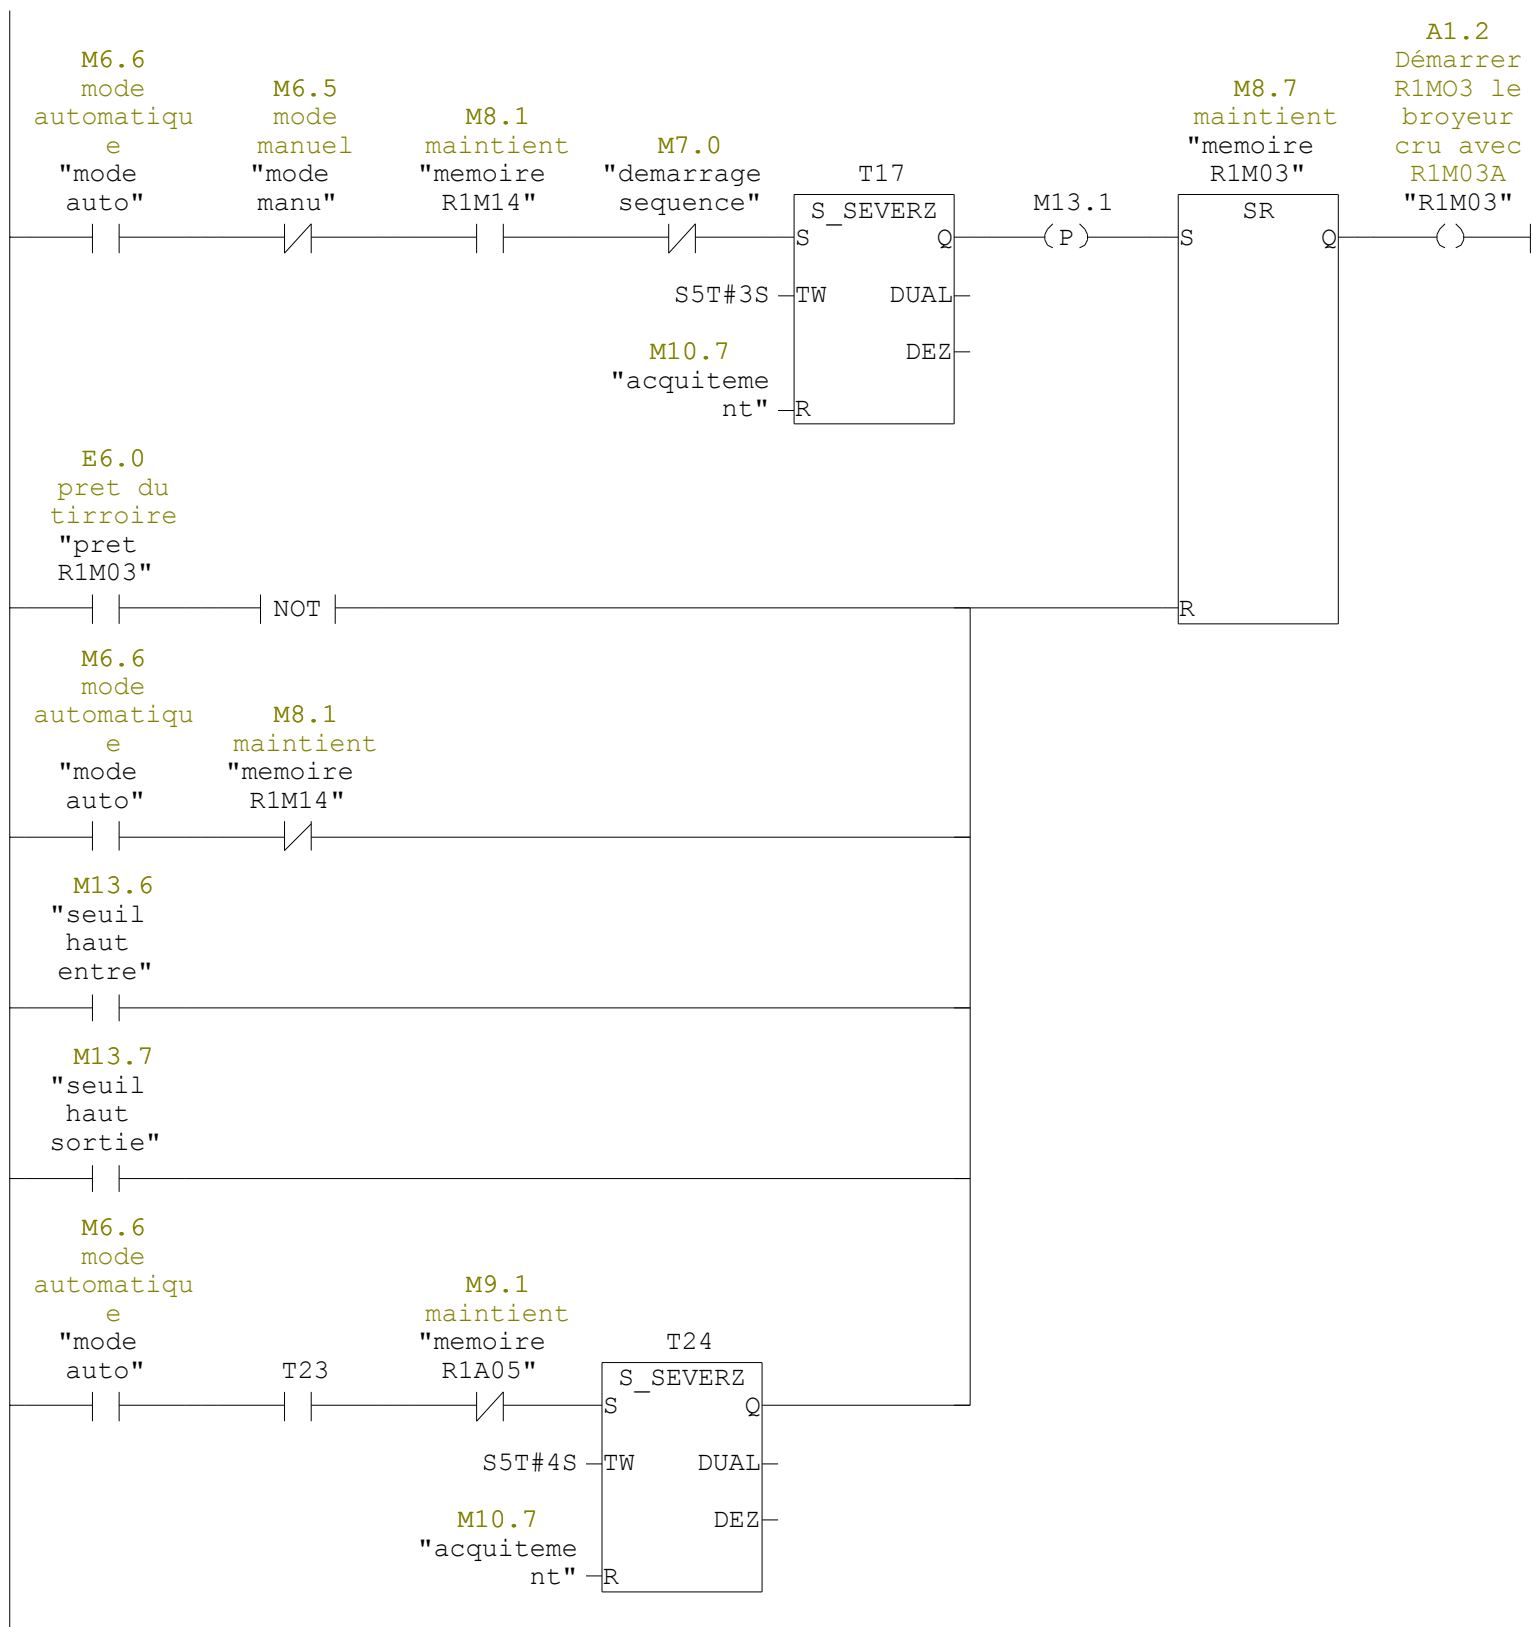 A1.2
Démarrer
R1MO3 le
broyeur
cru avec
R1M03A
"R1M03"
M6.6
mode
automatiqu
e
"mode
auto"
M6.5
mode
manuel
"mode
manu"
M8.1
maintient
"memoire
R1M14"
M7.0
"demarrage
sequence"
T17
S_SEVERZ
S
Q
S5T#3S
TW
DUAL
M10.7
"acquiteme
nt"
DEZ
R
M13.1
(P)
M8.7
maintient
"memoire
R1M03"
SR
S
Q
R
E6.0
pret du
tirroire
"pret
R1M03"
NOT
M6.6
mode
automatiqu
e
"mode
auto"
M8.1
maintient
"memoire
R1M14"
M13.6
"seuil
haut
entre"
M13.7
"seuil
haut
sortie"
M6.6
mode
automatiqu
e
"mode
auto"
T23
M9.1
maintient
"memoire
R1A05"
T24
S_SEVERZ
S
Q
S5T#4S
TW
DUAL
M10.7
"acquiteme
nt"
DEZ
R